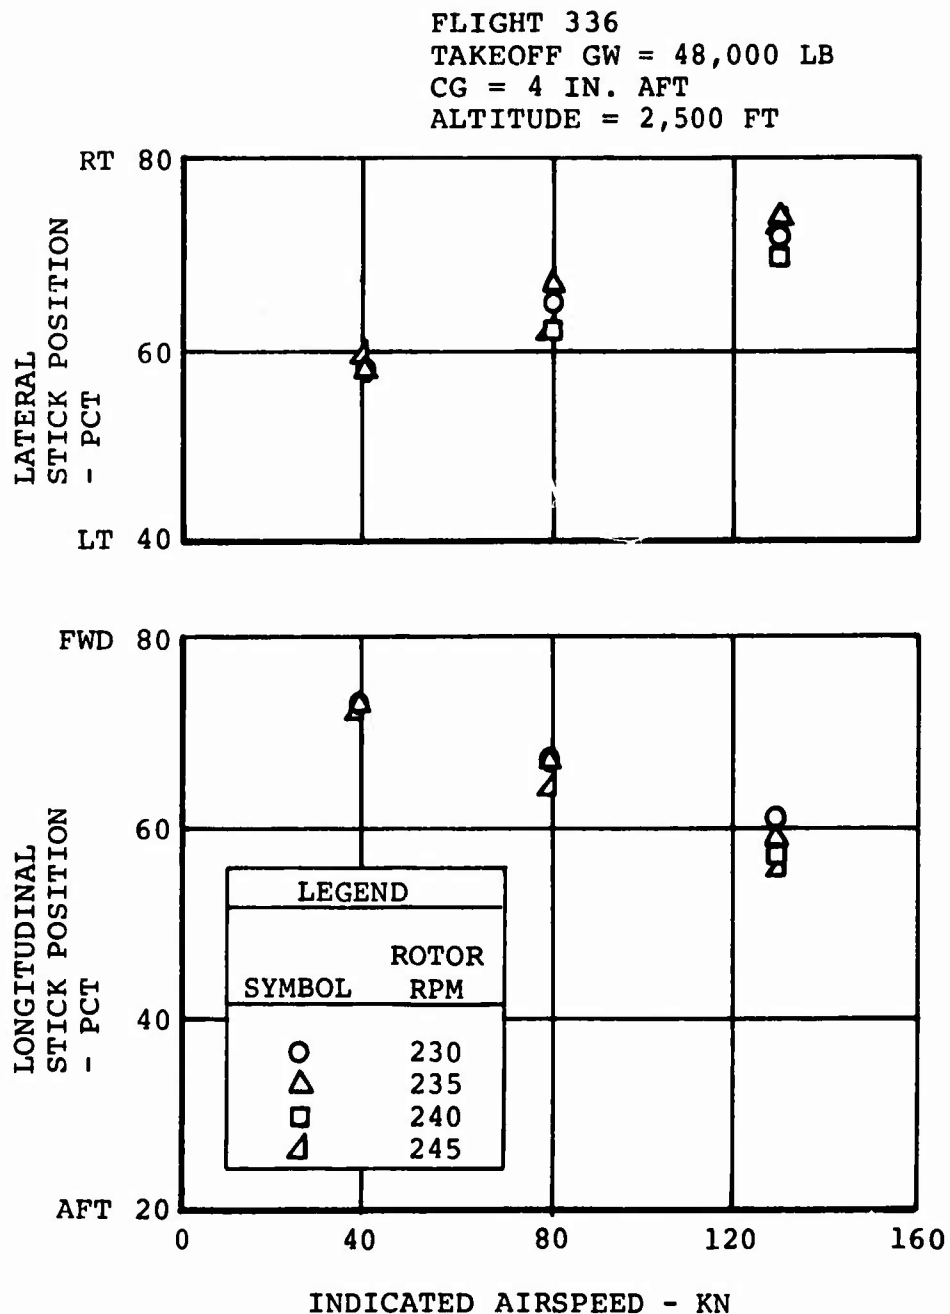 FLIGHT 336
TAKEOFF GW = 48,000 LB
CG = 4 IN. AFT
ALTITUDE = 2,500 FT
RT 80
60
LT 40
LATERAL
STICK POSITION
- PCT
FWD 80
60
40
AFT 20
LONGITUDINAL
STICK POSITION
- PCT
LEGEND
SYMBOL ROTOR RPM
230
235
240
245
0 40 80 120 160
INDICATED AIRSPEED - KN